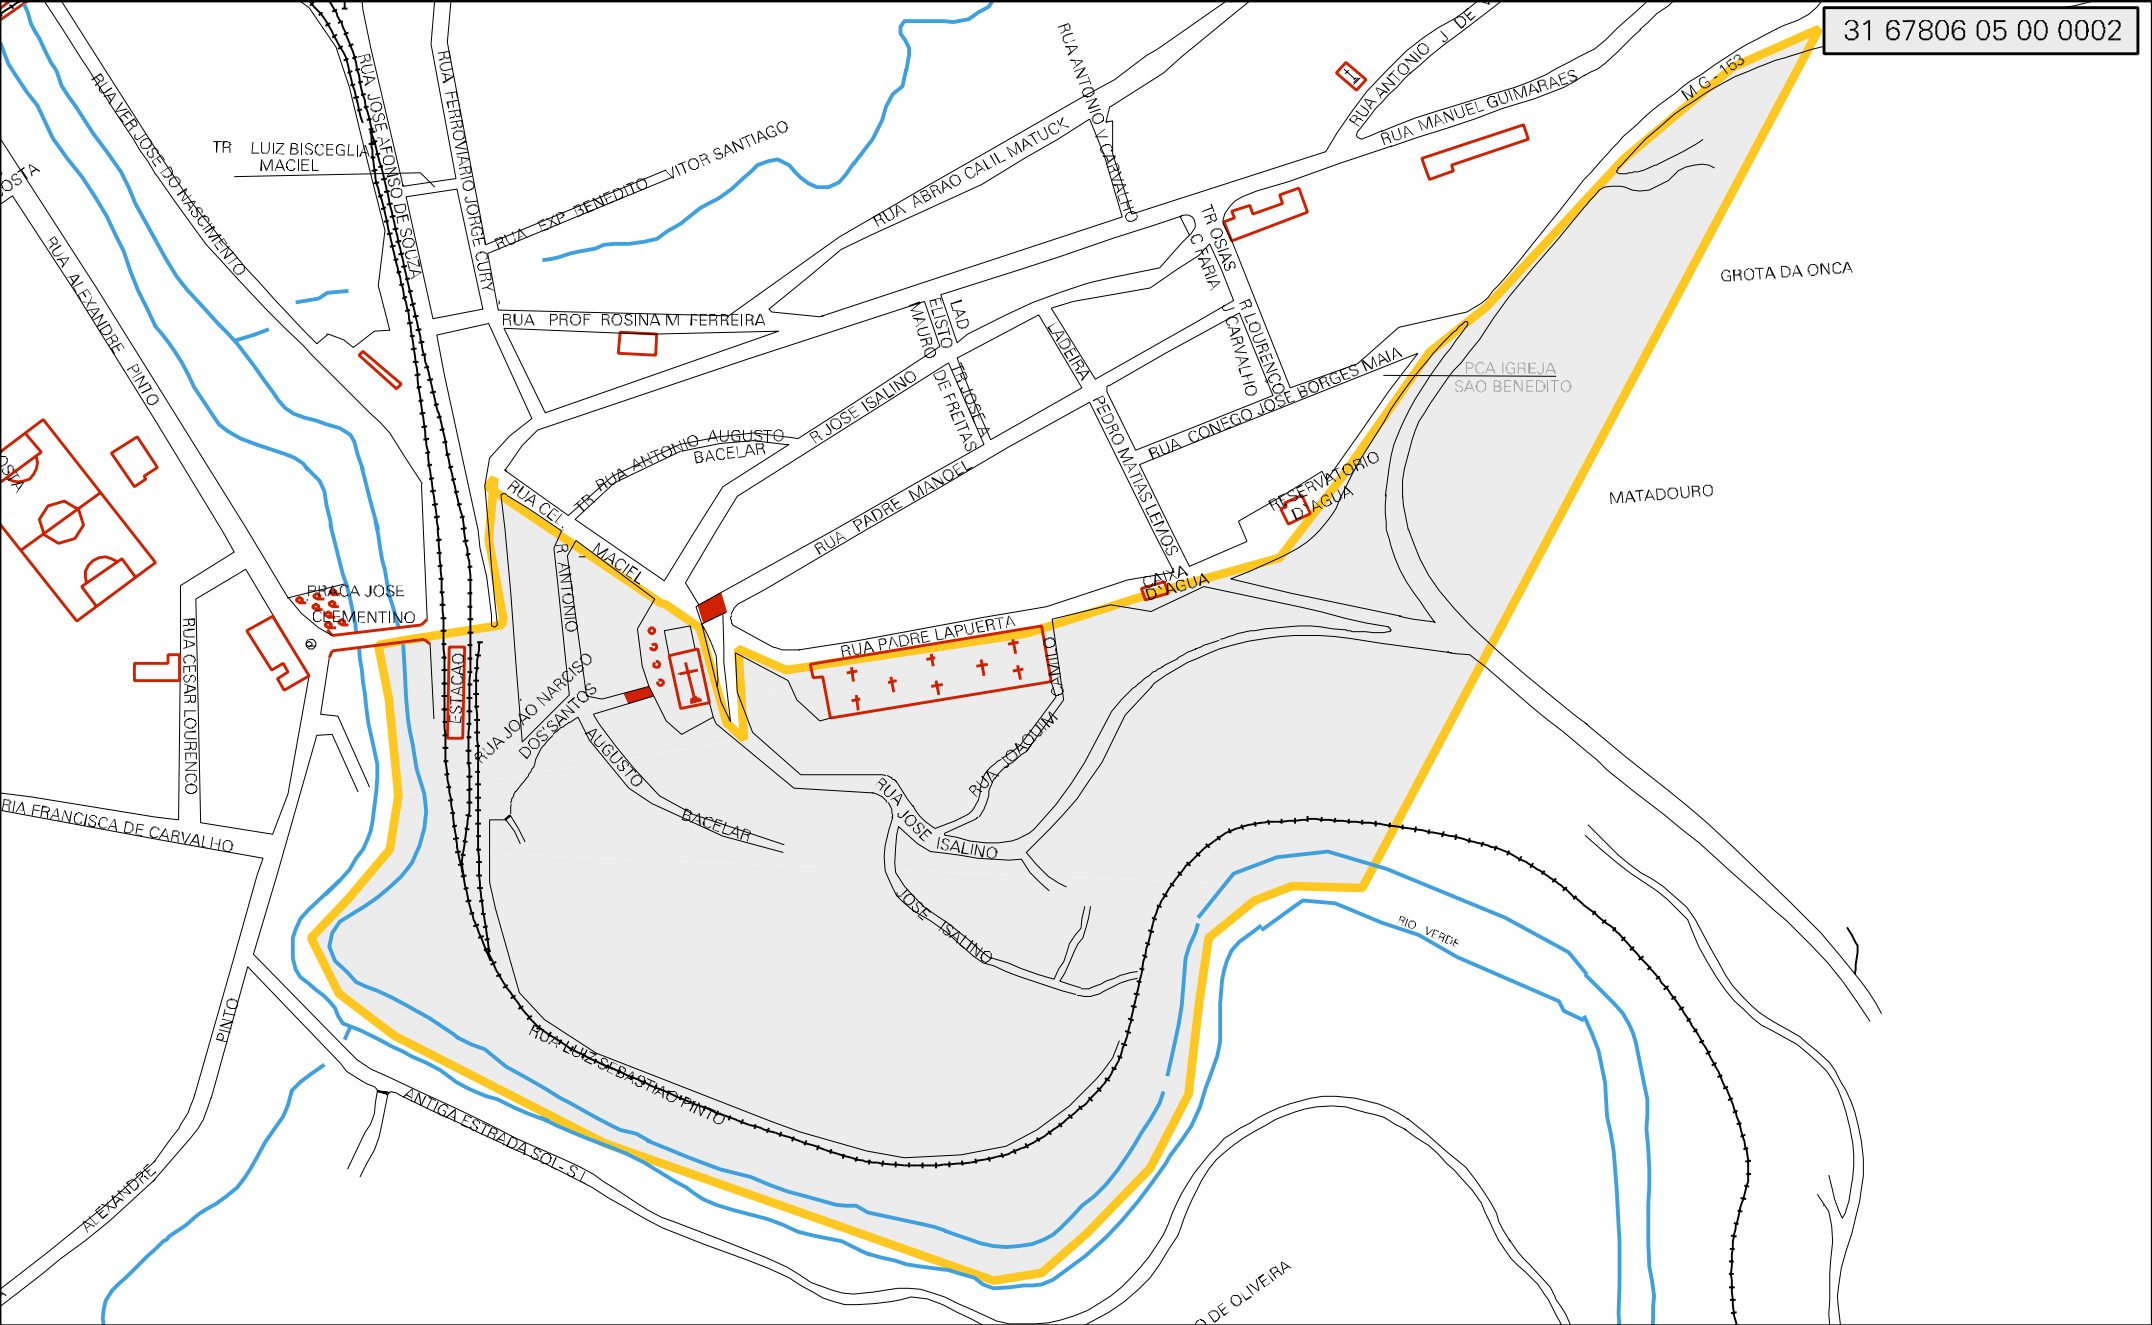 31 67806 05 00 0002
MG - 153
RUA VER JOSE DO NASCIMENTO
RUA JOSE AFONSO DE SOUZA
RUA FERROVIARIO JORGE CURY
TR LUIZ BISCEGLIA
MACIEL
RUA EXP. BENEDITO VITOR SANTIAGO
RUA ABRAO CALIL MATUCK
RUA ANTONIO V CARVALHO
RUA ANTONIO J DE
RUA MANUEL GUIMARAES
OSTA
RUA ALEXANDRE PINTO
RUA PROF ROSINA M FERREIRA
TR OSIAS
C FARIA
R LOURENCO
J CARVALHO
GROTA DA ONCA
LAD
ELISTO
MAURO
LADEIRA
PEDRO MATIAS LEMOS
TR JOSE A
DE FREITAS
R JOSE ISALINO
RUA CONEGO JOSE BORGES MAIA
PCA IGREJA
SAO BENEDITO
TR RUA ANTONIO AUGUSTO
BACELAR
RUA PADRE MANOEL
RESERVATORIO
D'AGUA
MATADOURO
RUA CEL.
MACIEL
R ANTONIO
CAIXA
D'AGUA
PRACA JOSE
CLEMENTINO
RUA PADRE LAPUERTA
RUA CESAR LOURENCO
ESTACAO
RUA JOAO NARCISO
DOS SANTOS
AUGUSTO
BACELAR
RUA JOAQUIM
CANUTO
RUA JOSE ISALINO
JOSE ISALINO
RIA FRANCISCA DE CARVALHO
RIO VERDE
PINTO
RUA LUIZ SEBASTIAO PINTO
ANTIGA ESTRADA SOL-ST
ALEXANDRE
O DE OLIVEIRA